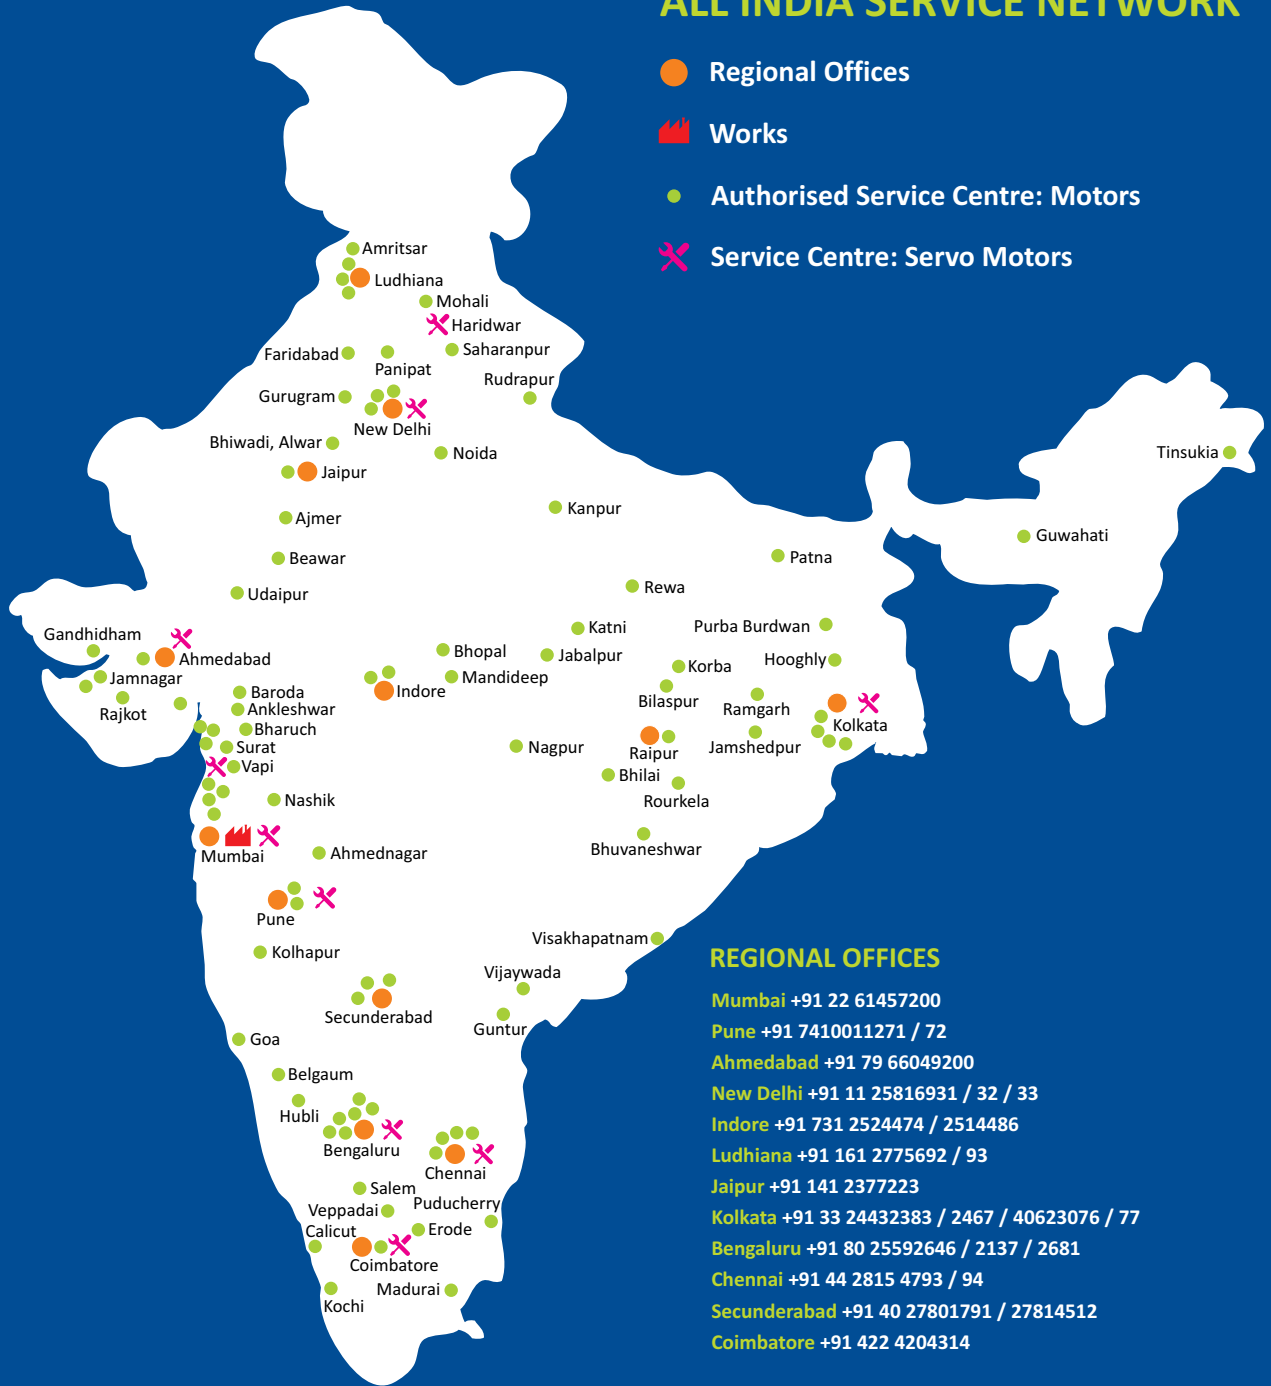 ALL INDIA SERVICE NETWORK
Regional Offices
Works
Authorised Service Centre: Motors
Service Centre: Servo Motors
Amritsar
Ludhiana
Mohali
Haridwar
Faridabad
Panipat
Saharanpur
Rudrapur
Gurugram
New Delhi
Bhiwadi, Alwar
Noida
Jaipur
Tinsukia
Ajmer
Kanpur
Guwahati
Beawar
Patna
Udaipur
Rewa
Gandhidham
Katni
Purba Burdwan
Ahmedabad
Bhopal
Jabalpur
Korba
Hooghly
Jamnagar
Mandideep
Baroda
Indore
Bilaspur
Ramgarh
Rajkot
Ankleshwar
Bharuch
Kolkata
Surat
Nagpur
Raipur
Jamshedpur
Vapi
Bhilai
Nashik
Rourkela
Mumbai
Ahmednagar
Bhuvaneshwar
Pune
Kolhapur
Visakhapatnam
Vijaywada
Secunderabad
Guntur
Goa
Belgaum
Hubli
Bengaluru
Chennai
Salem
Puducherry
Veppadai
Calicut
Erode
Coimbatore
Madurai
Kochi
REGIONAL OFFICES
Mumbai +91 22 61457200
Pune +91 7410011271 / 72
Ahmedabad +91 79 66049200
New Delhi +91 11 25816931 / 32 / 33
Indore +91 731 2524474 / 2514486
Ludhiana +91 161 2775692 / 93
Jaipur +91 141 2377223
Kolkata +91 33 24432383 / 2467 / 40623076 / 77
Bengaluru +91 80 25592646 / 2137 / 2681
Chennai +91 44 2815 4793 / 94
Secunderabad +91 40 27801791 / 27814512
Coimbatore +91 422 4204314